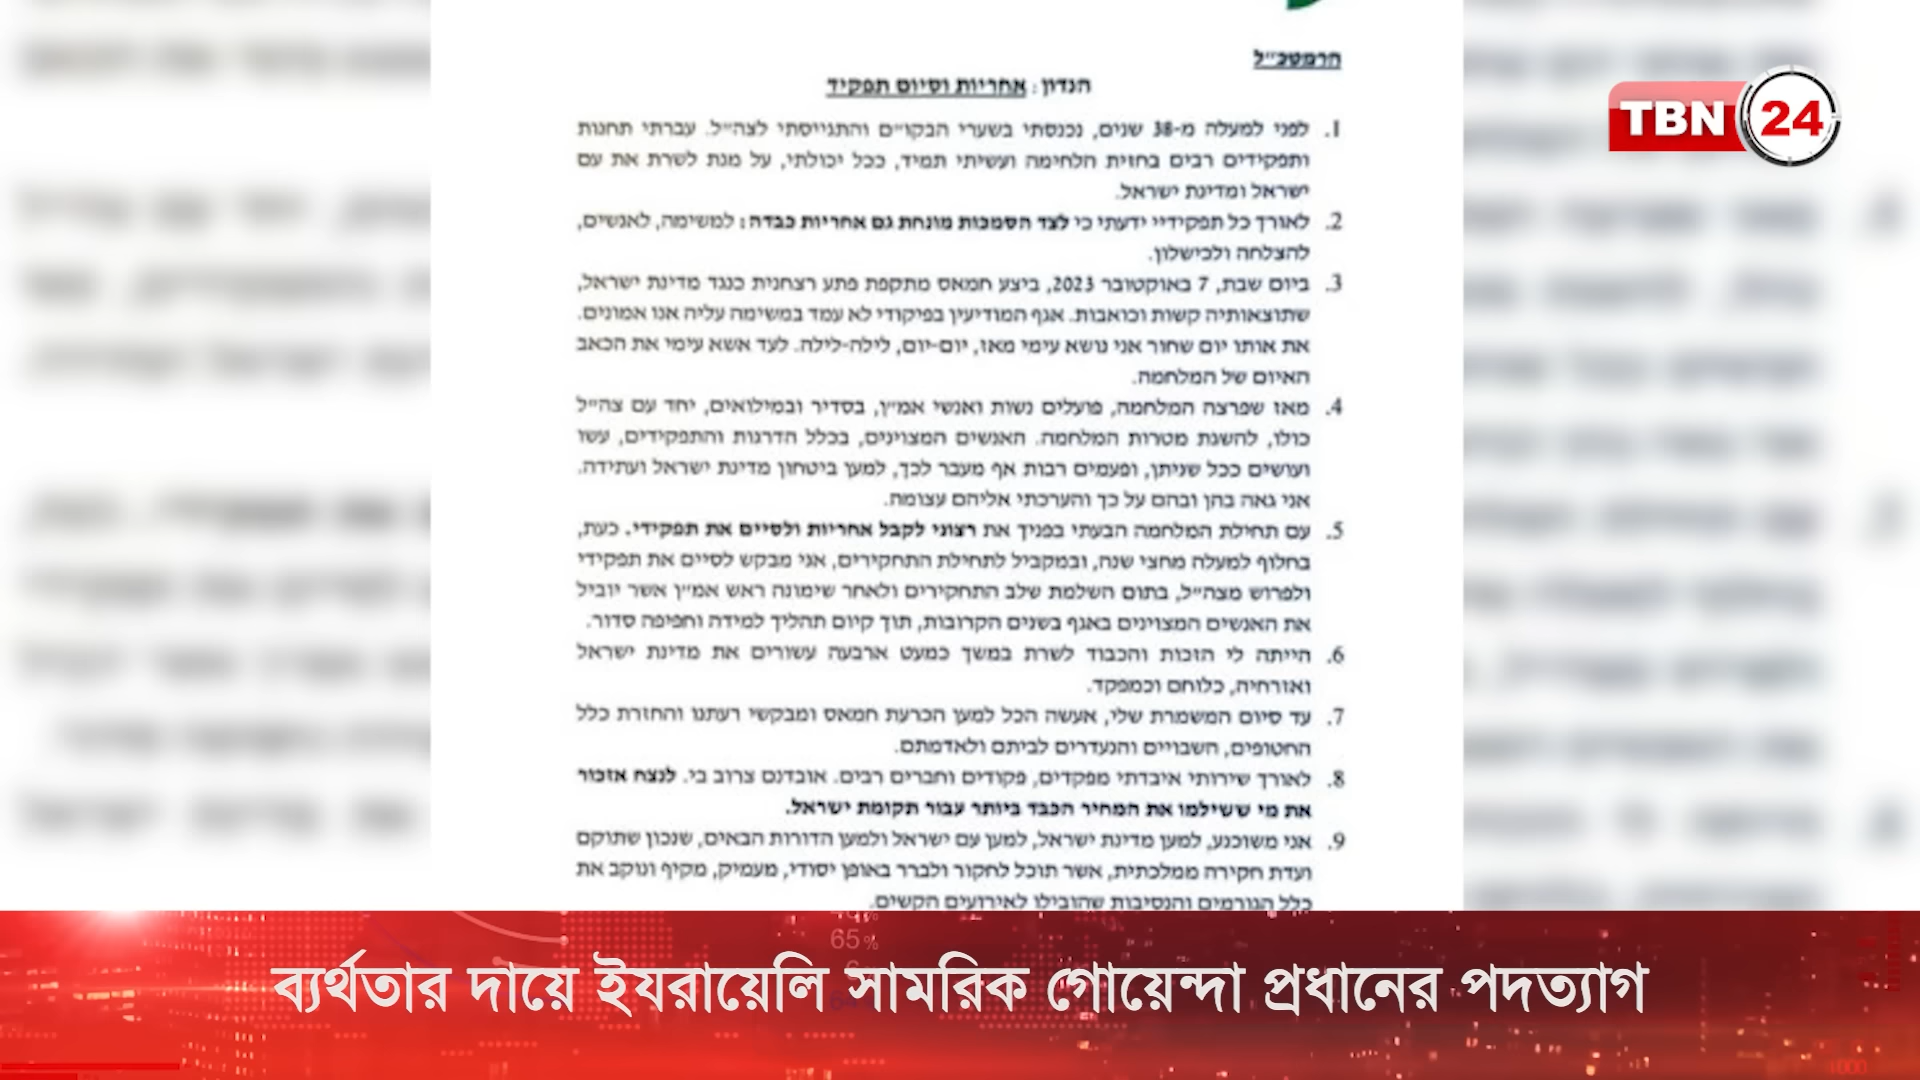 הרמטכ״ל
הנדון: אחריות וסיום תפקיד
1. לפני למעלה מ-38 שנים, נכנסתי בשערי הבקו״ם והתגייסתי לצה״ל. עברתי תחנות
ותפקידים רבים בחזית הלחימה ועשיתי תמיד, ככל יכולתי, על מנת לשרת את עם
ישראל ומדינת ישראל.
2. לאורך כל תפקידיי ידעתי כי לצד הסמכות מונחת גם אחריות כבדה: למשימה, לאנשים,
להצלחה ולכישלון.
3. ביום שבת, 7 באוקטובר 2023, ביצע חמאס מתקפת פתע רצחנית כנגד מדינת ישראל,
שתוצאותיה קשות וכואבות. אגף המודיעין בפיקודי לא עמד במשימה עליה אנו אמונים.
את אותו יום שחור אני נושא עימי מאז, יום-יום, לילה-לילה. לעד אשא עימי את הכאב
האיום של המלחמה.
4. מאז שפרצה המלחמה, פועלים נשות ואנשי אמ״ן, בסדיר ובמילואים, יחד עם צה״ל
כולו, להשגת מטרות המלחמה. האנשים המצוינים, בכלל הדרגות והתפקידים, עשו
ועושים ככל שניתן, ופעמים רבות אף מעבר לכך, למען ביטחון מדינת ישראל ועתידה.
אני גאה בהן ובהם על כך והערכתי אליהם עצומה.
5. עם תחילת המלחמה הבעתי בפניך את רצוני לקבל אחריות ולסיים את תפקידי. כעת,
בחלוף למעלה מחצי שנה, ובמקביל לתחילת התחקירים, אני מבקש לסיים את תפקידי
ולפרוש מצה״ל, בתום השלמת שלב התחקירים ולאחר שימונה ראש אמ״ן אשר יוביל
את האנשים המצוינים באגף בשנים הקרובות, תוך קיום תהליך למידה וחפיפה סדור.
6. הייתה לי הזכות והכבוד לשרת במשך כמעט ארבעה עשורים את מדינת ישראל
ואזרחיה, כלוחם וכמפקד.
7. עד סיום המשמרת שלי, אעשה הכל למען הכרעת חמאס ומבקשי רעתנו והחזרת כלל
החטופים, השבויים והנעדרים לביתם ולאדמתם.
8. לאורך שירותי איבדתי מפקדים, פקודים וחברים רבים. אובדנם צרוב בי. לנצח אזכור
את מי ששילמו את המחיר הכבד ביותר עבור תקומת ישראל.
9. אני משוכנע, למען מדינת ישראל, למען עם ישראל ולמען הדורות הבאים, שנכון שתוקם
ועדת חקירה ממלכתית, אשר תוכל לחקור ולברר באופן יסודי, מעמיק, מקיף ונוקב את
כלל הגורמים והנסיבות שהובילו לאירועים הקשים.
TBN 24
65%
ব্যর্থতার দায়ে ইযরায়েলি সামরিক গোয়েন্দা প্রধানের পদত্যাগ
1000